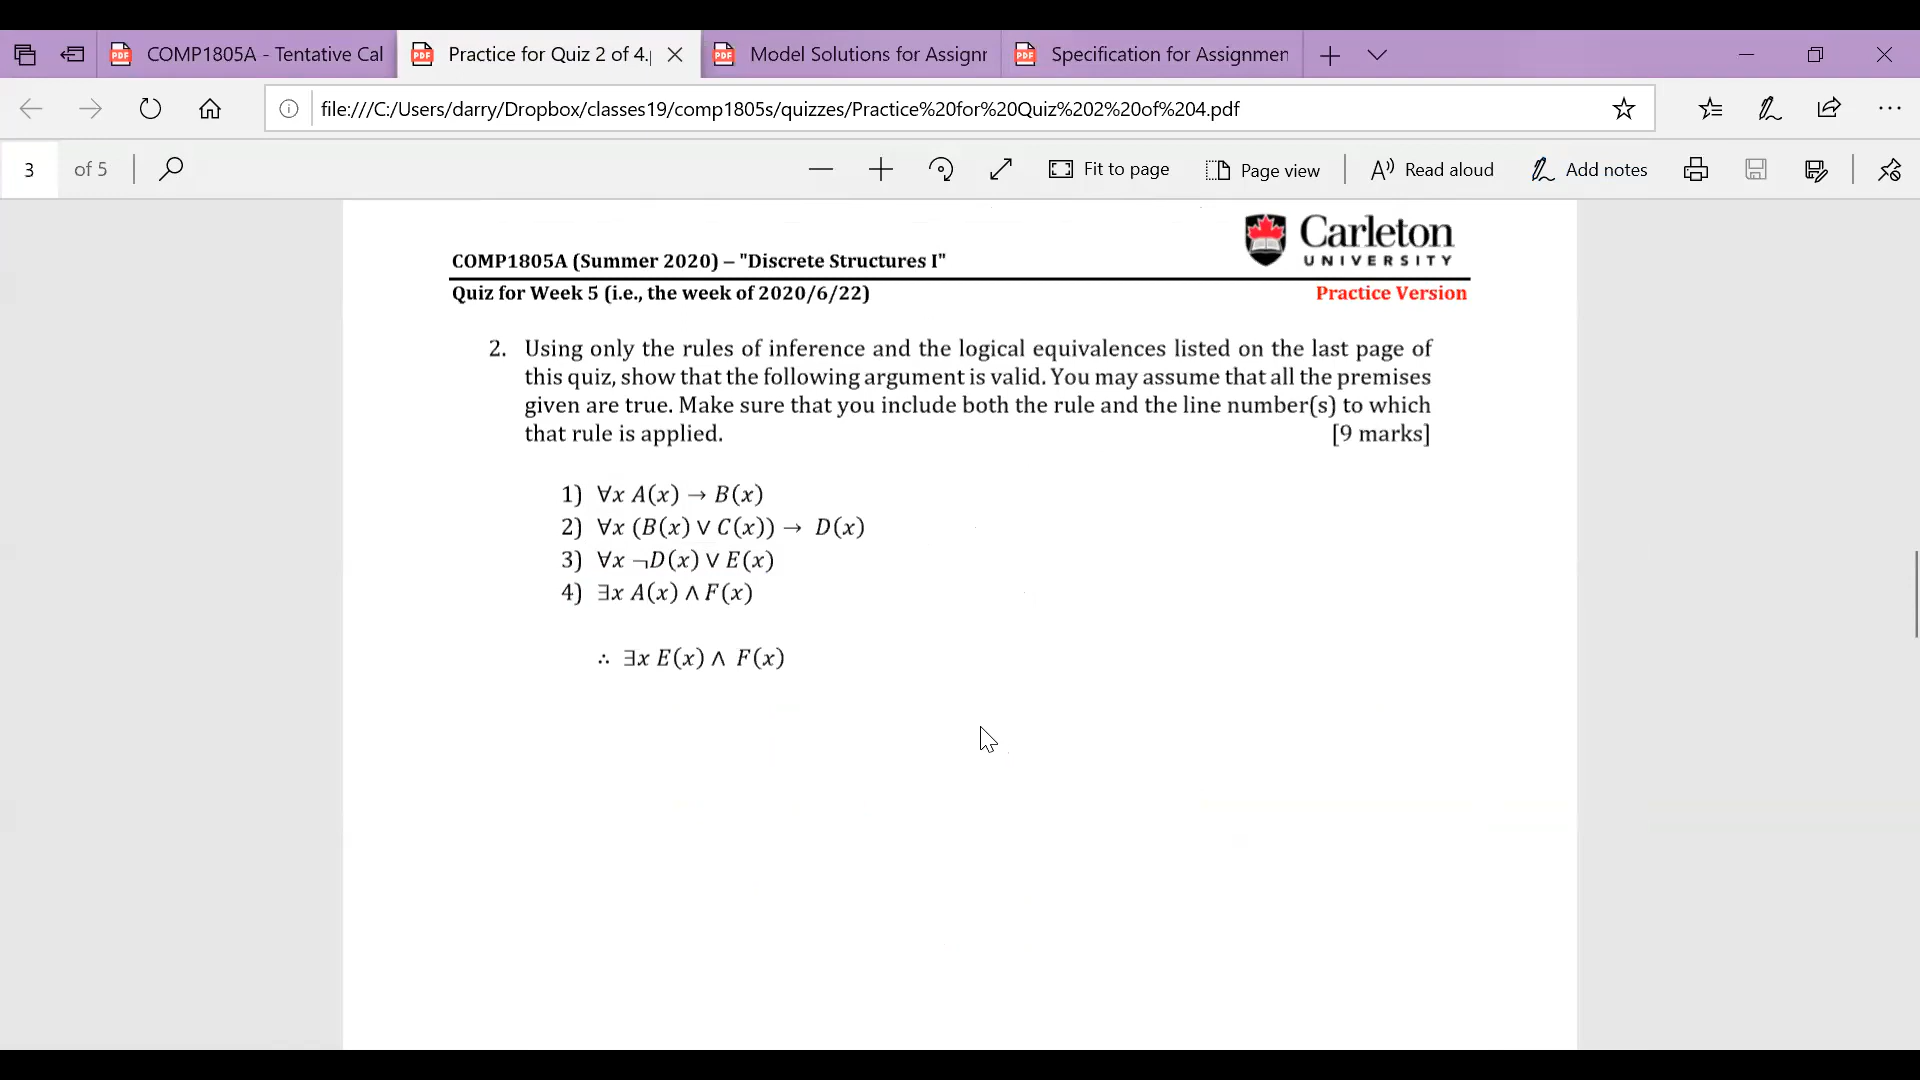 COMP1805A - Tentative Cal
Practice for Quiz 2 of 4.p
Model Solutions for Assignr
Specification for Assignmen
file:///C:/Users/darry/Dropbox/classes19/comp1805s/quizzes/Practice%20for%20Quiz%202%20of%204.pdf
3 of 5
Fit to page
Page view
Read aloud
Add notes
Carleton
UNIVERSITY
COMP1805A (Summer 2020) – "Discrete Structures I"
Quiz for Week 5 (i.e., the week of 2020/6/22)
Practice Version
2. Using only the rules of inference and the logical equivalences listed on the last page of
this quiz, show that the following argument is valid. You may assume that all the premises
given are true. Make sure that you include both the rule and the line number(s) to which
that rule is applied. [9 marks]
1) ∀x A(x) → B(x)
2) ∀x (B(x) ∨ C(x)) → D(x)
3) ∀x ¬D(x) ∨ E(x)
4) ∃x A(x) ∧ F(x)
∴ ∃x E(x) ∧ F(x)